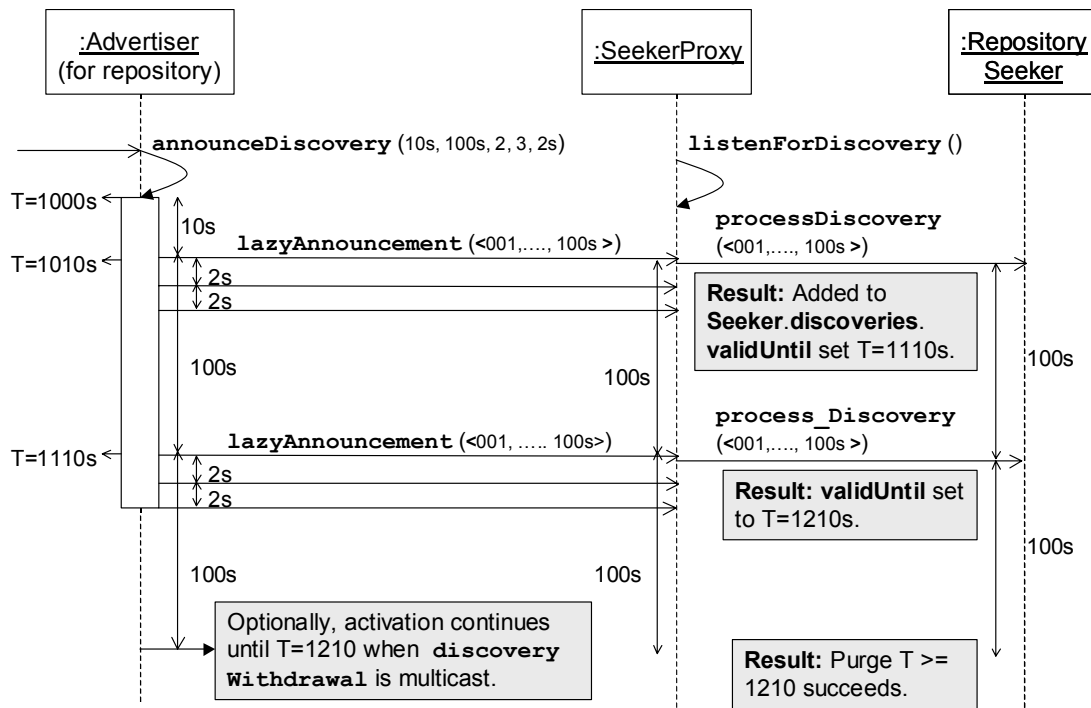 :Advertiser
(for repository)
:SeekerProxy
:Repository
Seeker
announceDiscovery (10s, 100s, 2, 3, 2s)
listenForDiscovery ()
T=1000s
10s
processDiscovery
(<001,...., 100s >)
lazyAnnouncement (<001,...., 100s >)
T=1010s
2s
2s
Result: Added to
Seeker.discoveries.
validUntil set T=1110s.
100s
100s
100s
process_Discovery
(<001,...., 100s >)
lazyAnnouncement (<001, ..... 100s>)
T=1110s
2s
2s
Result: validUntil set
to T=1210s.
100s
100s
100s
Optionally, activation continues
until T=1210 when discovery
Withdrawal is multicast.
Result: Purge T >=
1210 succeeds.